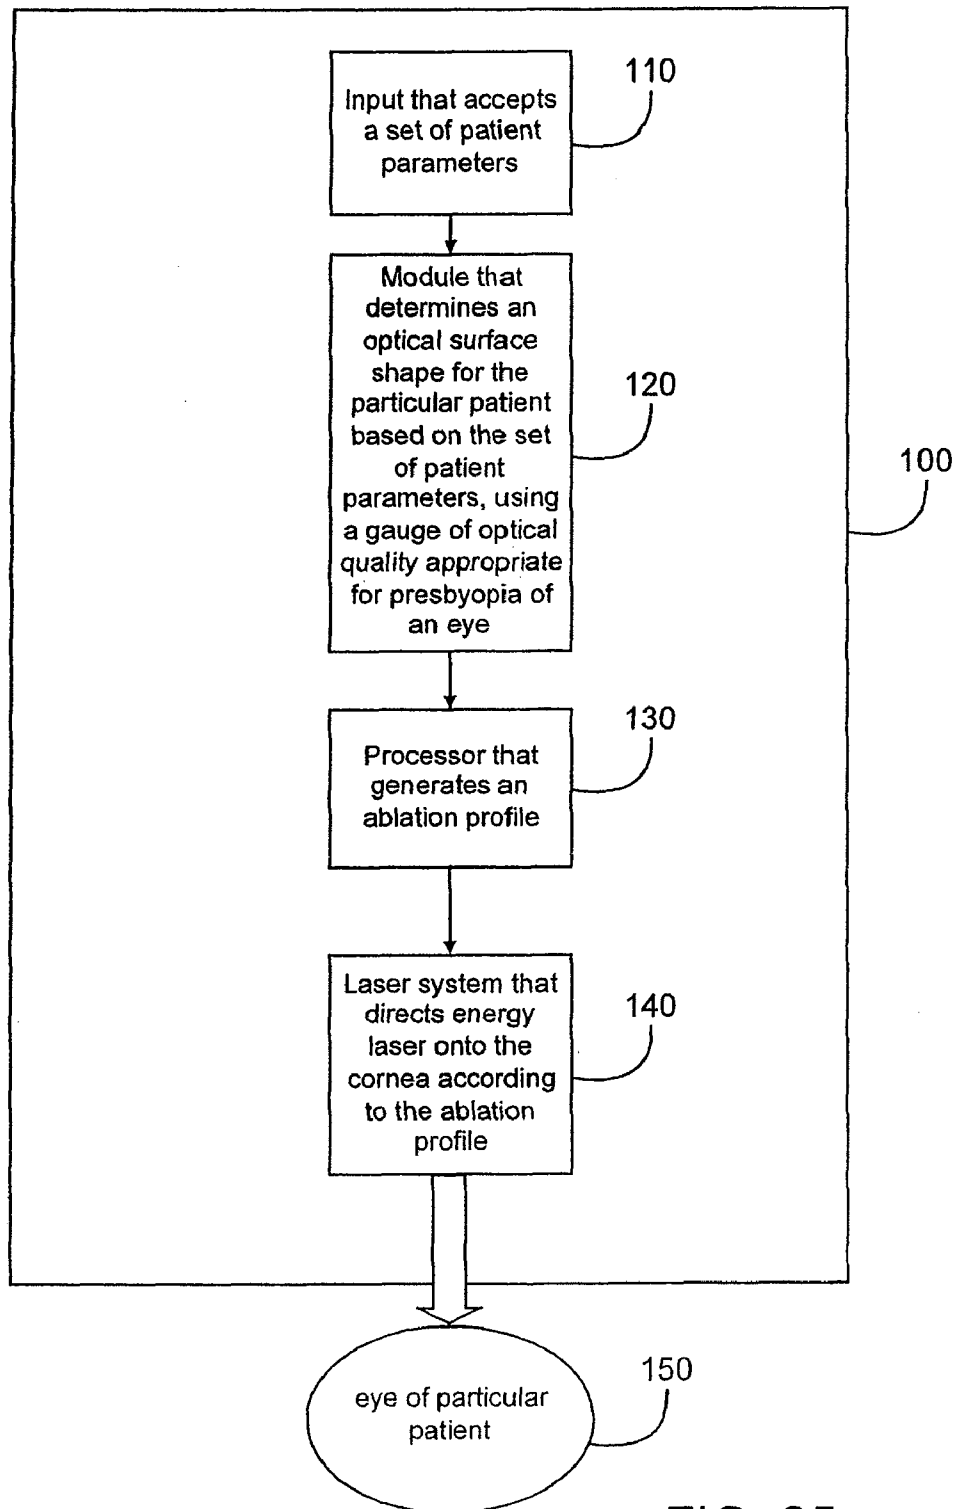 110
Input that accepts
a set of patient
parameters
Module that
determines an
optical surface
shape for the
particular patient
based on the set
of patient
parameters, using
a gauge of optical
quality appropriate
for presbyopia of
an eye
120
100
130
Processor that
generates an
ablation profile
Laser system that
directs energy
laser onto the
cornea according
to the ablation
profile
140
150
eye of particular
patient